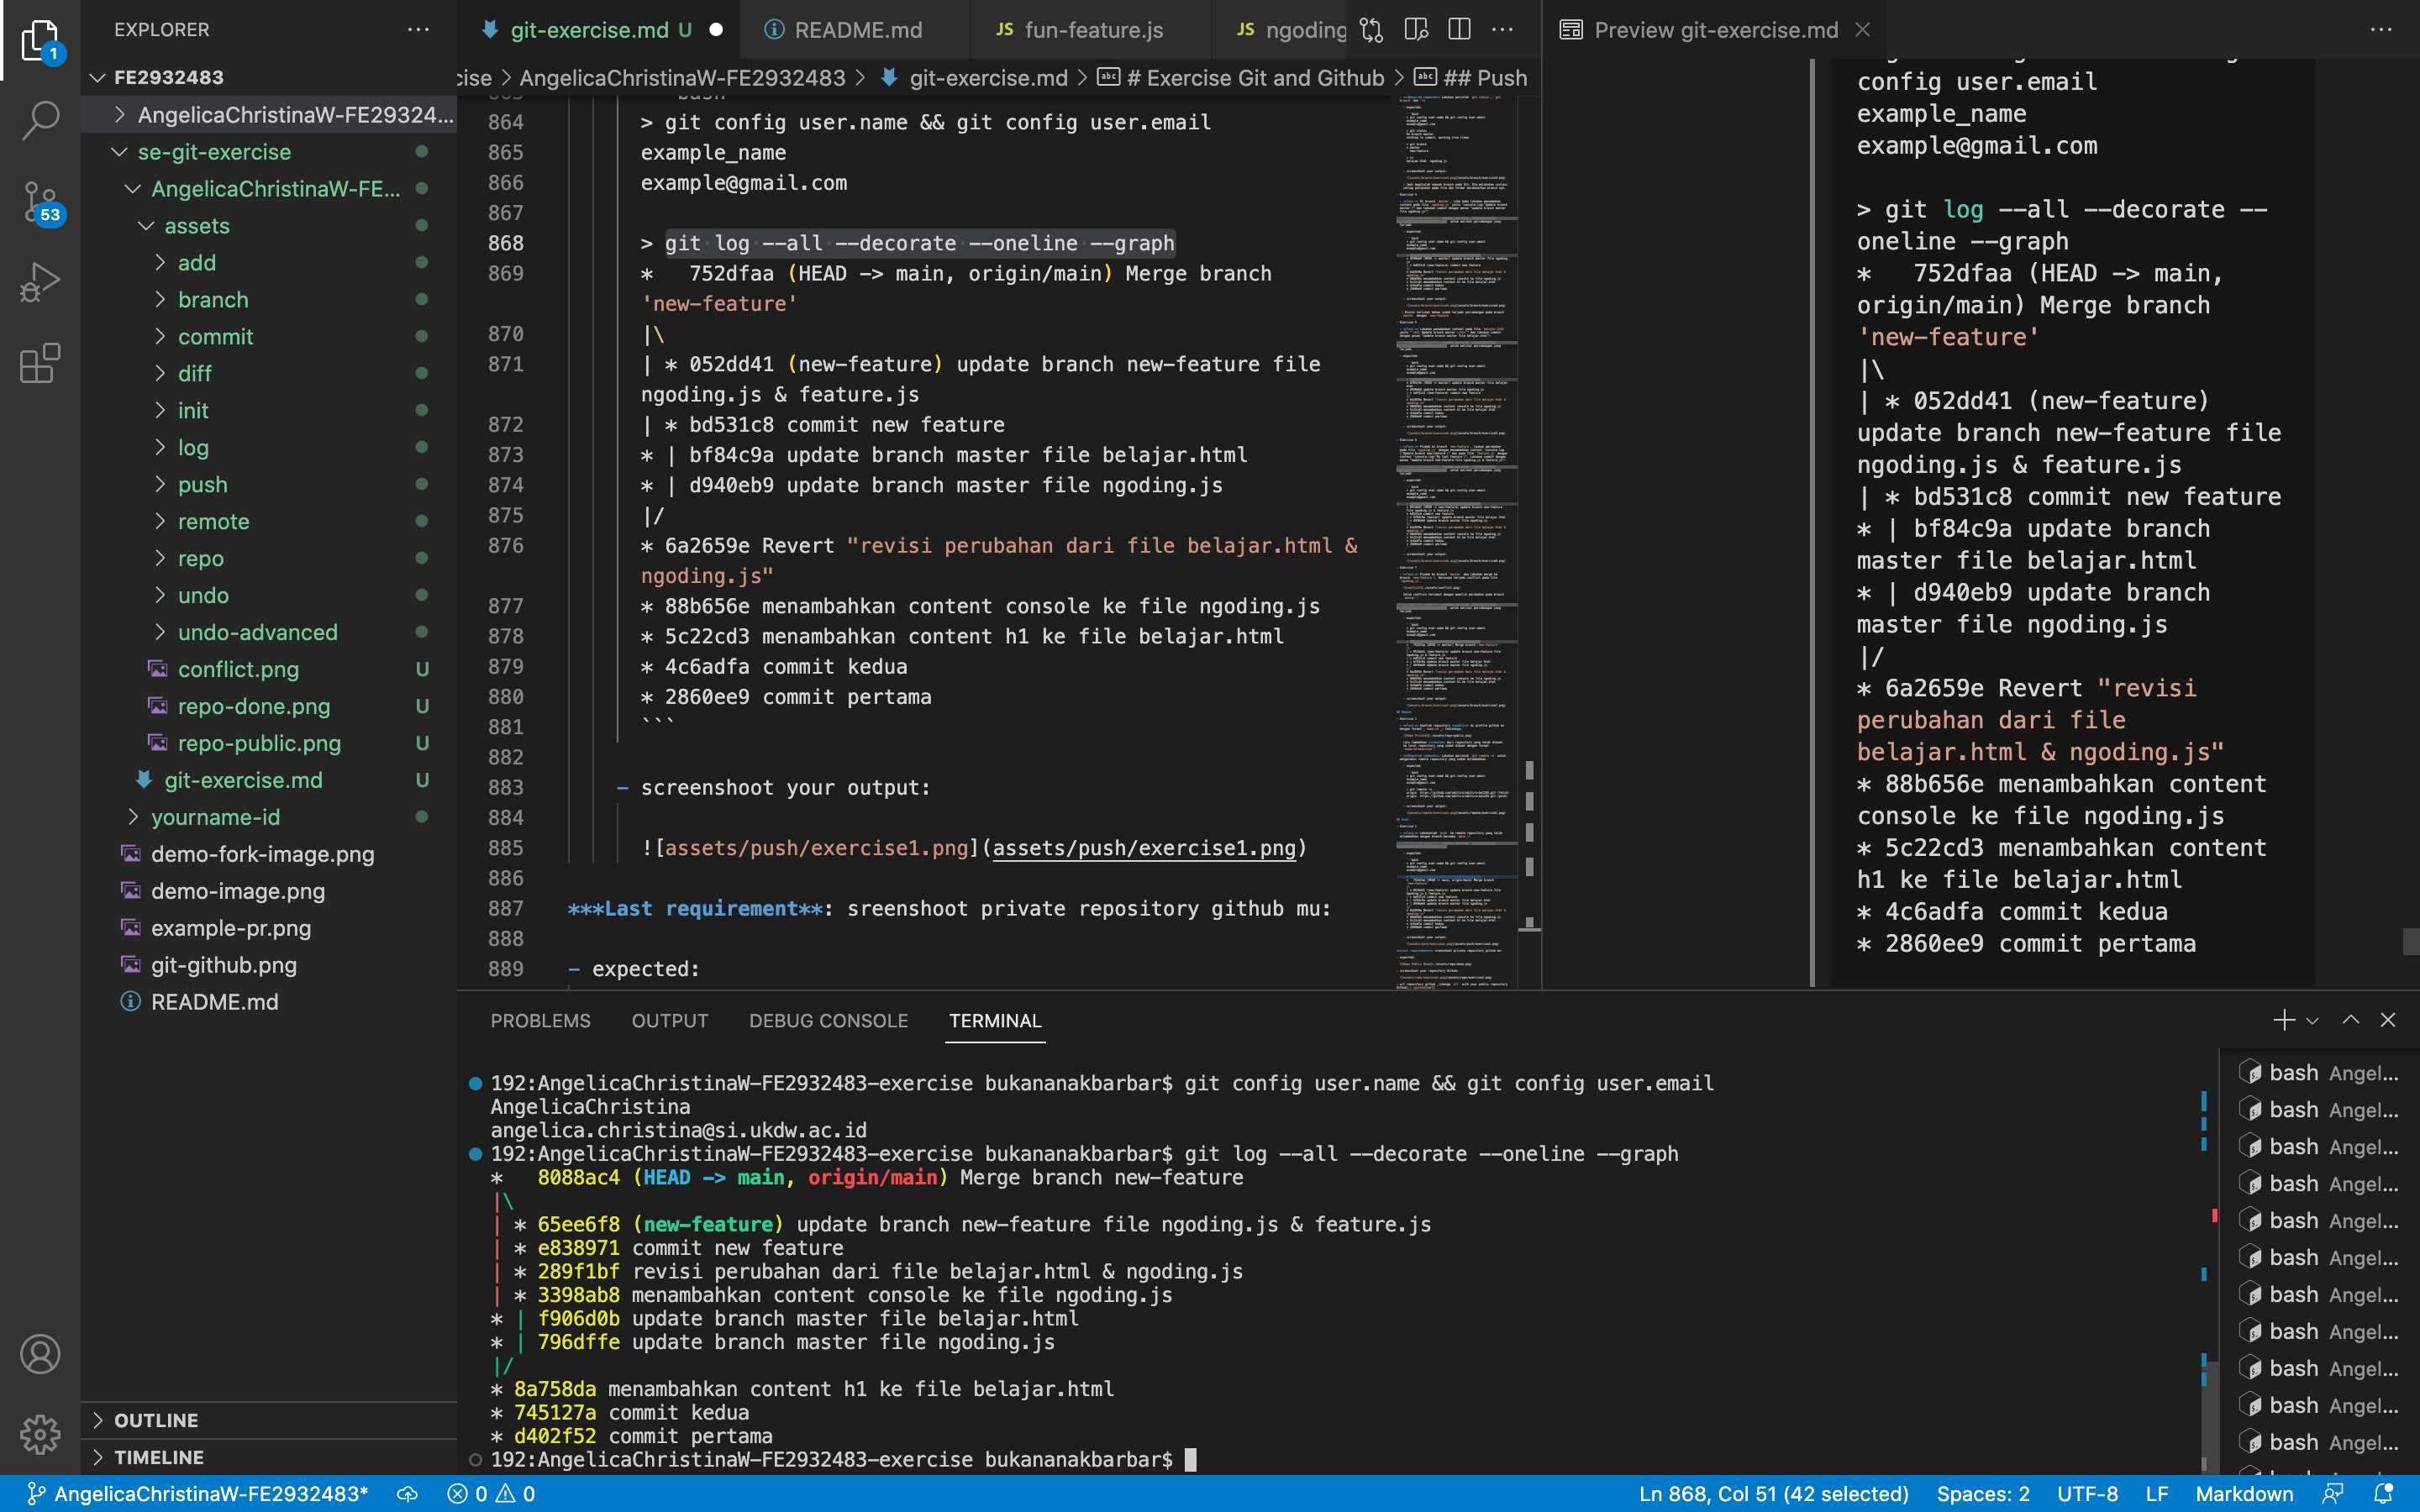 EXPLORER
FE2932483
AngelicaChristinaW-FE29324...
se-git-exercise
AngelicaChristinaW-FE...
assets
add
branch
commit
diff
init
log
push
remote
repo
undo
undo-advanced
conflict.png U
repo-done.png U
repo-public.png U
git-exercise.md U
yourname-id
demo-fork-image.png
demo-image.png
example-pr.png
git-github.png
README.md
OUTLINE
TIMELINE
1
53
git-exercise.md U
README.md
JS fun-feature.js
JS ngoding
cise > AngelicaChristinaW-FE2932483 > git-exercise.md > # Exercise Git and Github > ## Push
864 > git config user.name && git config user.email
865 example_name
866 example@gmail.com
867
868 > git log --all --decorate --oneline --graph
869 *   752dfaa (HEAD -> main, origin/main) Merge branch
'new-feature'
870 |\
871 | * 052dd41 (new-feature) update branch new-feature file
ngoding.js & feature.js
872 | * bd531c8 commit new feature
873 * | bf84c9a update branch master file belajar.html
874 * | d940eb9 update branch master file ngoding.js
875 |/
876 * 6a2659e Revert "revisi perubahan dari file belajar.html &
ngoding.js"
877 * 88b656e menambahkan content console ke file ngoding.js
878 * 5c22cd3 menambahkan content h1 ke file belajar.html
879 * 4c6adfa commit kedua
880 * 2860ee9 commit pertama
881 ```
882
883 - screenshoot your output:
884
885 ![assets/push/exercise1.png](assets/push/exercise1.png)
886
887 ***Last requirement**: sreenshoot private repository github mu:
888
889 - expected:
Preview git-exercise.md
config user.email
example_name
example@gmail.com
> git log --all --decorate --
oneline --graph
*   752dfaa (HEAD -> main,
origin/main) Merge branch
'new-feature'
|\
| * 052dd41 (new-feature)
update branch new-feature file
ngoding.js & feature.js
| * bd531c8 commit new feature
* | bf84c9a update branch
master file belajar.html
* | d940eb9 update branch
master file ngoding.js
|/
* 6a2659e Revert "revisi
perubahan dari file
belajar.html & ngoding.js"
* 88b656e menambahkan content
console ke file ngoding.js
* 5c22cd3 menambahkan content
h1 ke file belajar.html
* 4c6adfa commit kedua
* 2860ee9 commit pertama
PROBLEMS OUTPUT DEBUG CONSOLE TERMINAL
192:AngelicaChristinaW-FE2932483-exercise bukananakbarbar$ git config user.name && git config user.email
AngelicaChristina
angelica.christina@si.ukdw.ac.id
192:AngelicaChristinaW-FE2932483-exercise bukananakbarbar$ git log --all --decorate --oneline --graph
*   8088ac4 (HEAD -> main, origin/main) Merge branch new-feature
|\
| * 65ee6f8 (new-feature) update branch new-feature file ngoding.js & feature.js
| * e838971 commit new feature
| * 289f1bf revisi perubahan dari file belajar.html & ngoding.js
| * 3398ab8 menambahkan content console ke file ngoding.js
* | f906d0b update branch master file belajar.html
* | 796dffe update branch master file ngoding.js
|/
* 8a758da menambahkan content h1 ke file belajar.html
* 745127a commit kedua
* d402f52 commit pertama
192:AngelicaChristinaW-FE2932483-exercise bukananakbarbar$
bash Angel...
bash Angel...
bash Angel...
bash Angel...
bash Angel...
bash Angel...
bash Angel...
bash Angel...
bash Angel...
bash Angel...
bash Angel...
AngelicaChristinaW-FE2932483* 0 0
Ln 868, Col 51 (42 selected) Spaces: 2 UTF-8 LF Markdown